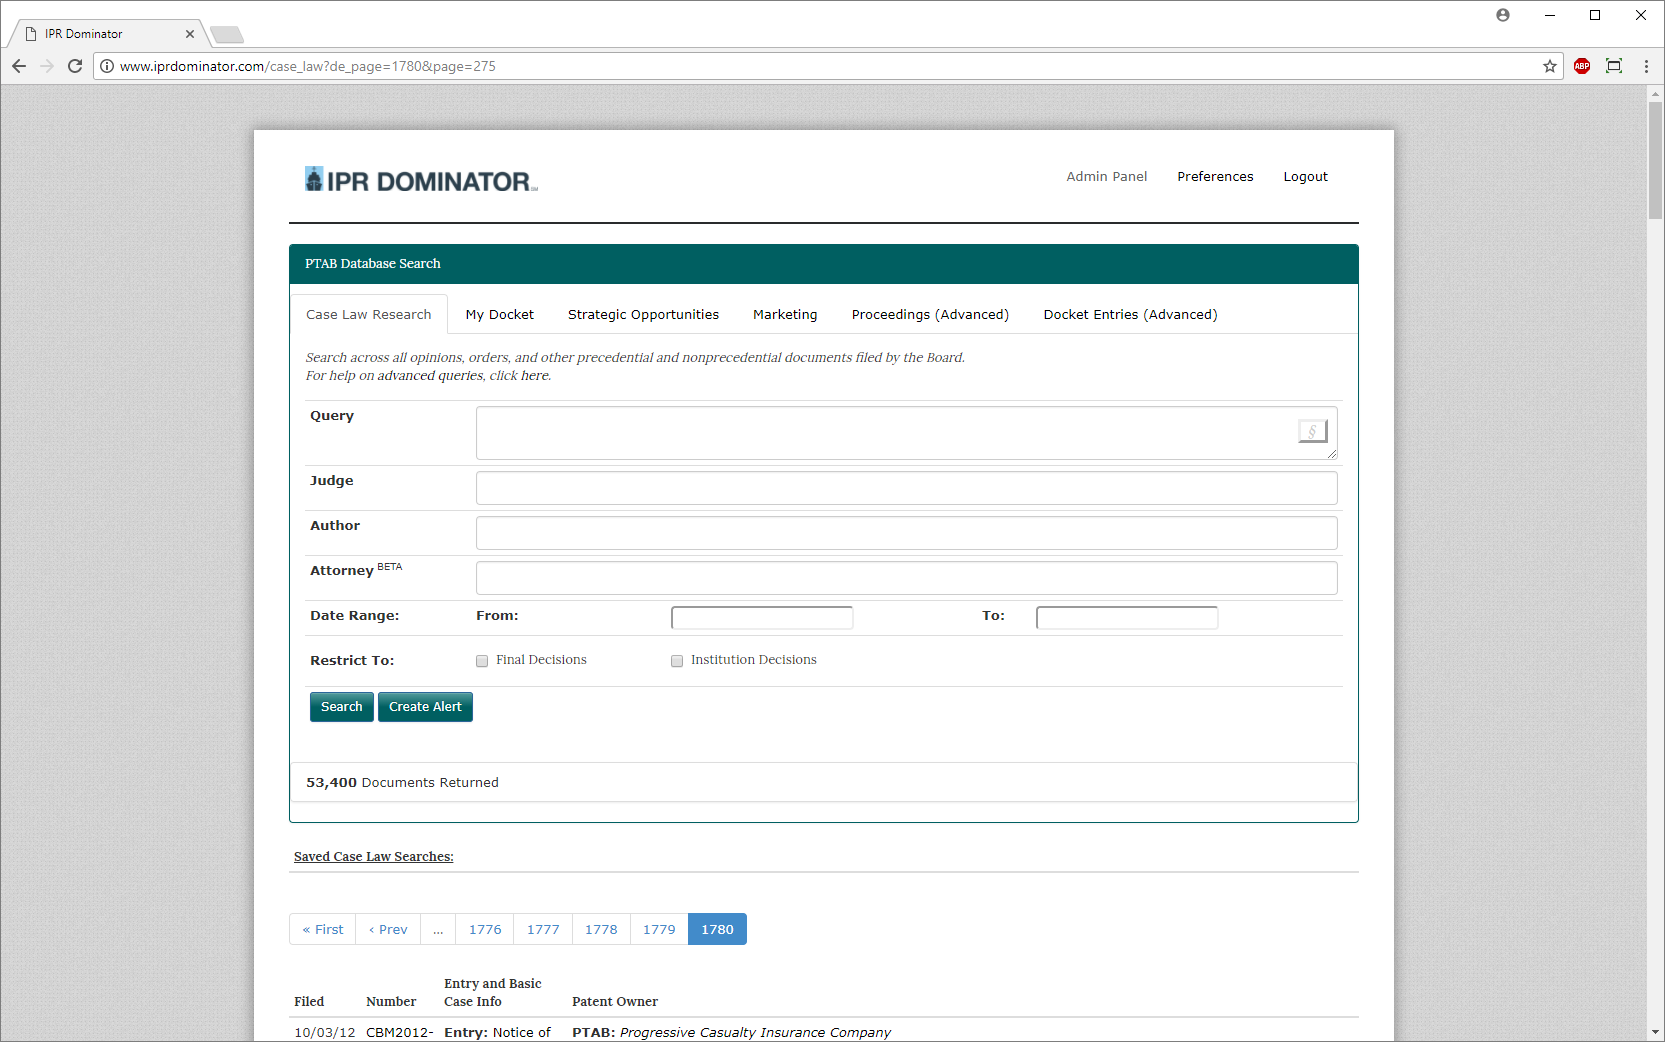 IPR Dominator
www.iprdominator.com/case_law?de_page=1780&page=275
ABP
IPR DOMINATOR
Admin Panel Preferences Logout
PTAB Database Search
Case Law Research My Docket Strategic Opportunities Marketing Proceedings (Advanced) Docket Entries (Advanced)
Search across all opinions, orders, and other precedential and nonprecedential documents filed by the Board.
For help on advanced queries, click here.
Query
§
Judge
Author
Attorney BETA
Date Range: From: To:
Restrict To: Final Decisions Institution Decisions
Search Create Alert
53,400 Documents Returned
Saved Case Law Searches:
« First ‹ Prev ... 1776 1777 1778 1779 1780
Entry and Basic
Filed Number Case Info Patent Owner
10/03/12 CBM2012- Entry: Notice of PTAB: Progressive Casualty Insurance Company